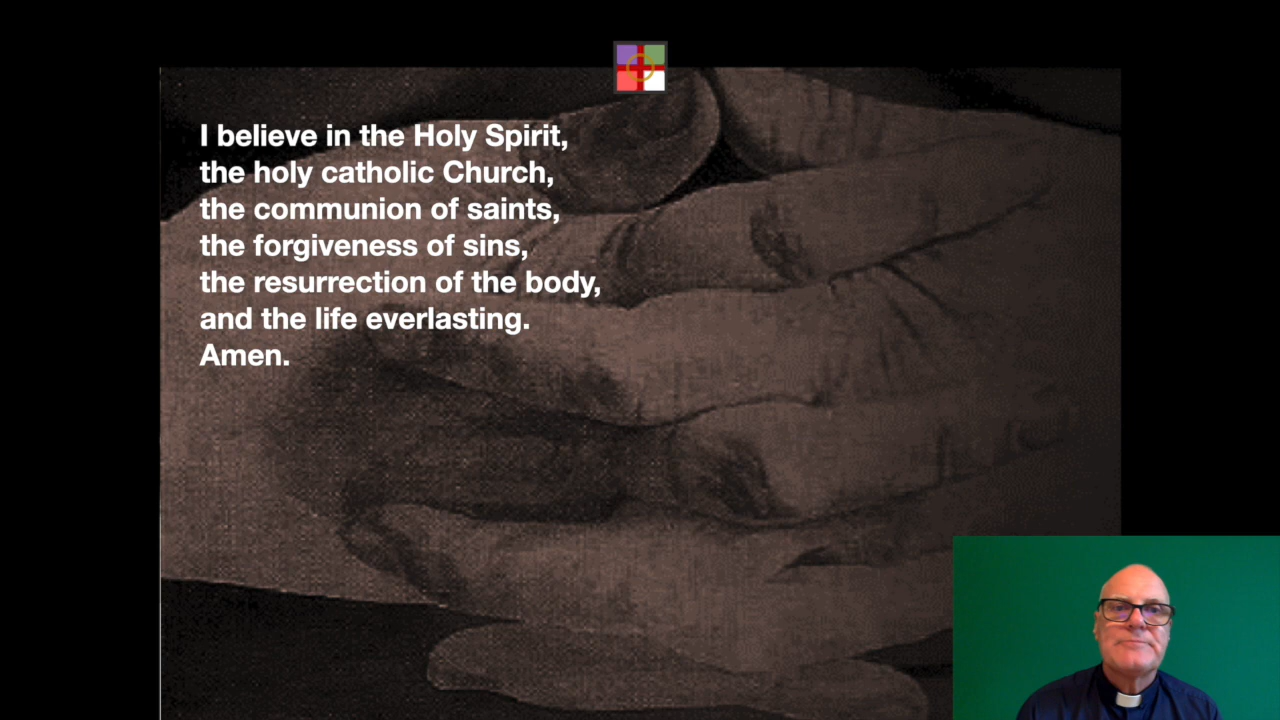 I believe in the Holy Spirit,
the holy catholic Church,
the communion of saints,
the forgiveness of sins,
the resurrection of the body,
and the life everlasting.
Amen.